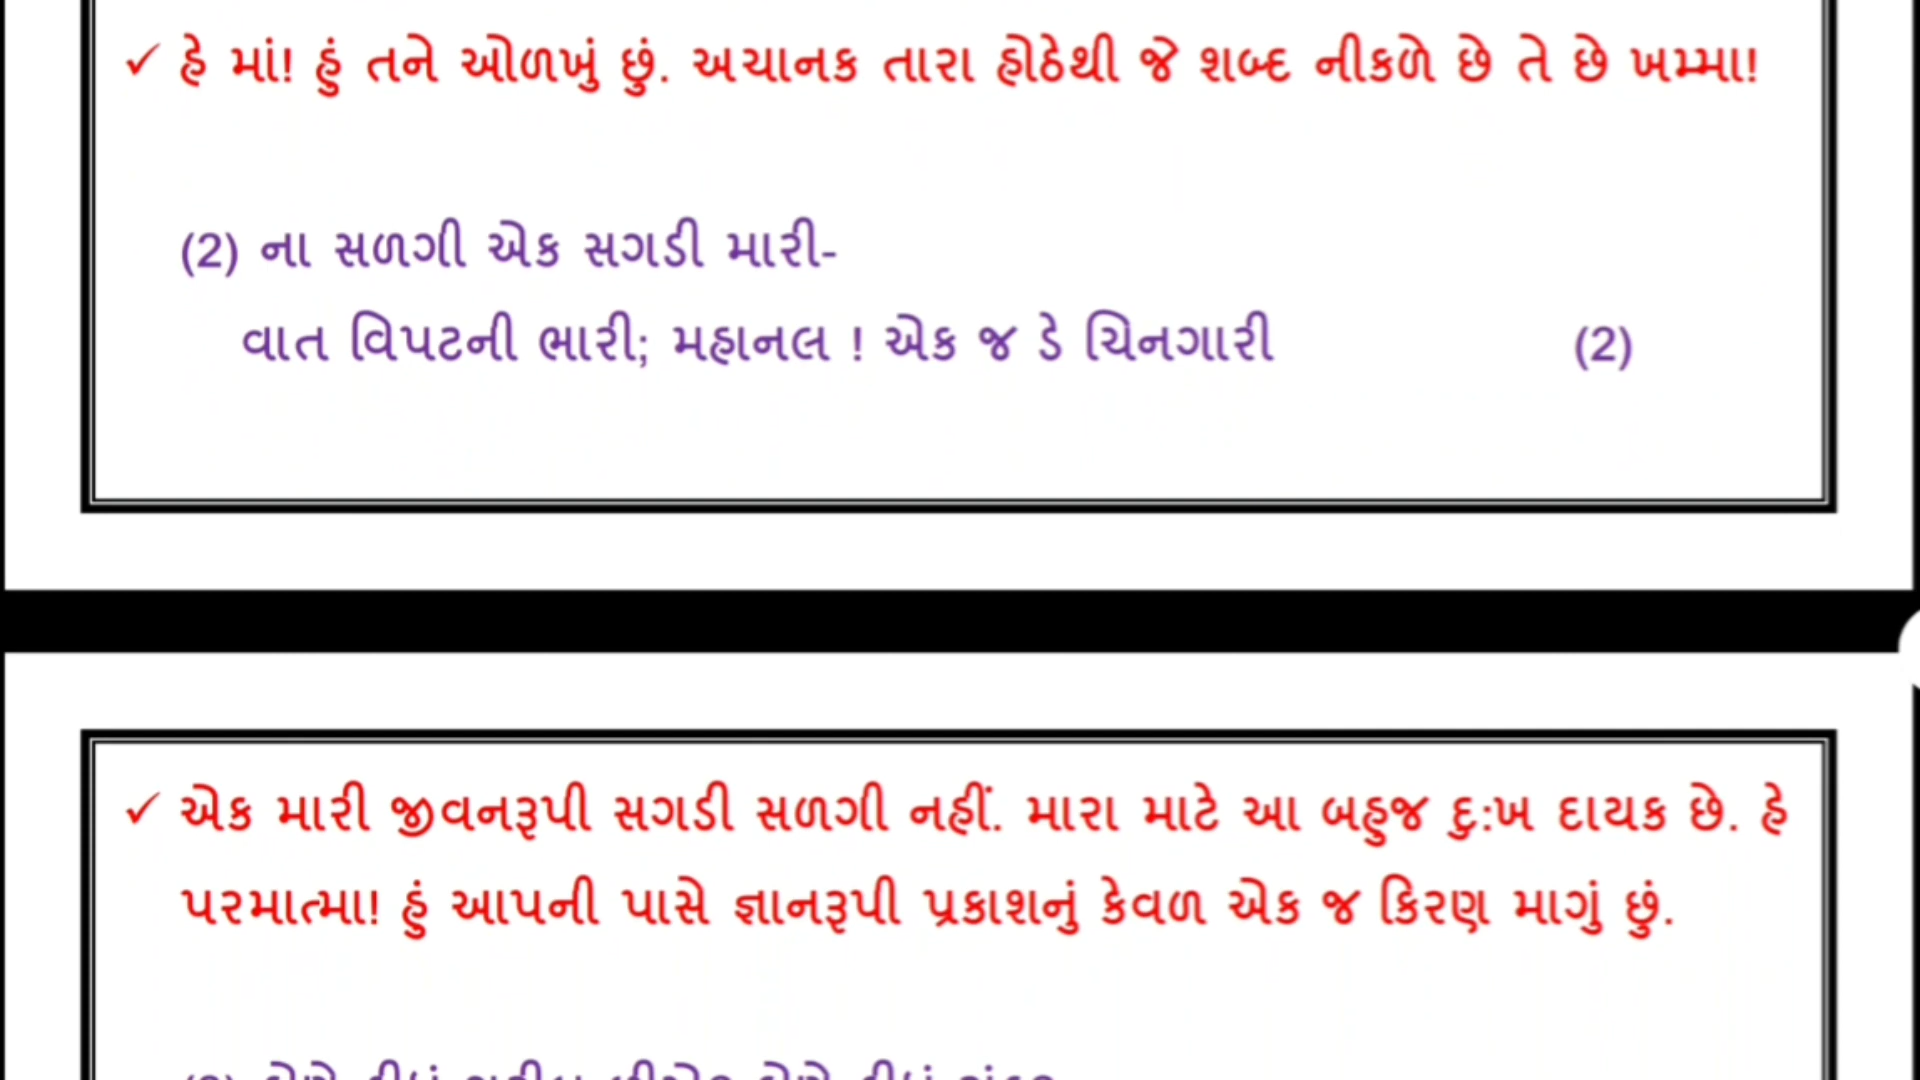 ✓ હે માં! હું તને ઓળખું છું. અચાનક તારા હોઠેથી જે શબ્દ નીકળે છે તે છે ખમ્મા!
(2) ના સળગી એક સગડી મારી-
વાત વિપટની ભારી; મહાનલ ! એક જ ડે ચિનગારી (2)
✓ એક મારી જીવનરૂપી સગડી સળગી નહીં. મારા માટે આ બહુજ દુઃખ દાયક છે. હે
પરમાત્મા! હું આપની પાસે જ્ઞાનરૂપી પ્રકાશનું કેવળ એક જ કિરણ માગું છું.